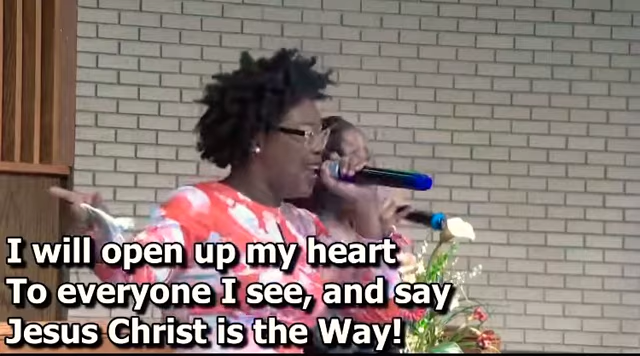 I will open up my heart
To everyone I see, and say
Jesus Christ is the Way!